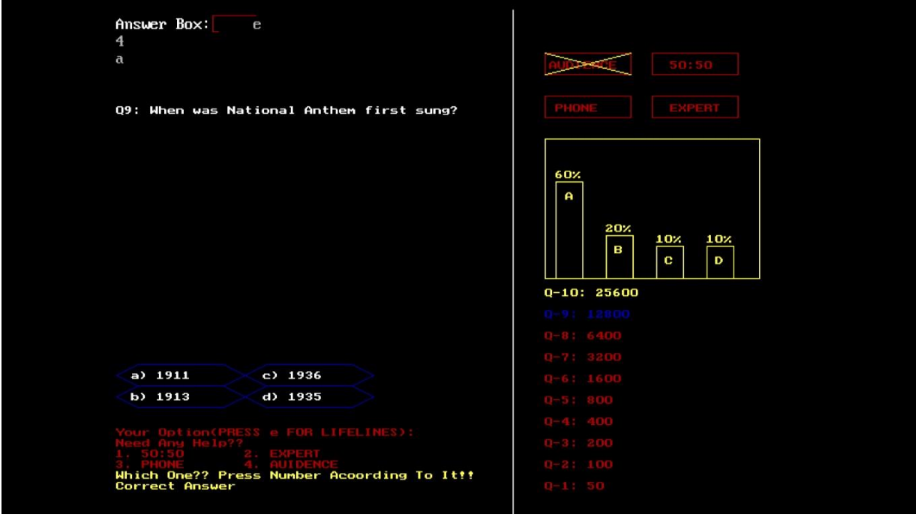 Answer Box: e
4
a
Q9: When was National Anthem first sung?
a) 1911 c) 1936
b) 1913 d) 1935
Your Option(PRESS e FOR LIFELINES):
Need Any Help??
1. 50:50 2. EXPERT
3. PHONE 4. AUIDENCE
Which One?? Press Number Acoording To It!!
Correct Answer
AUDIENCE 50:50
PHONE EXPERT
60%
A
20%
B
10% 10%
C D
Q-10: 25600
Q-9: 12800
Q-8: 6400
Q-7: 3200
Q-6: 1600
Q-5: 800
Q-4: 400
Q-3: 200
Q-2: 100
Q-1: 50